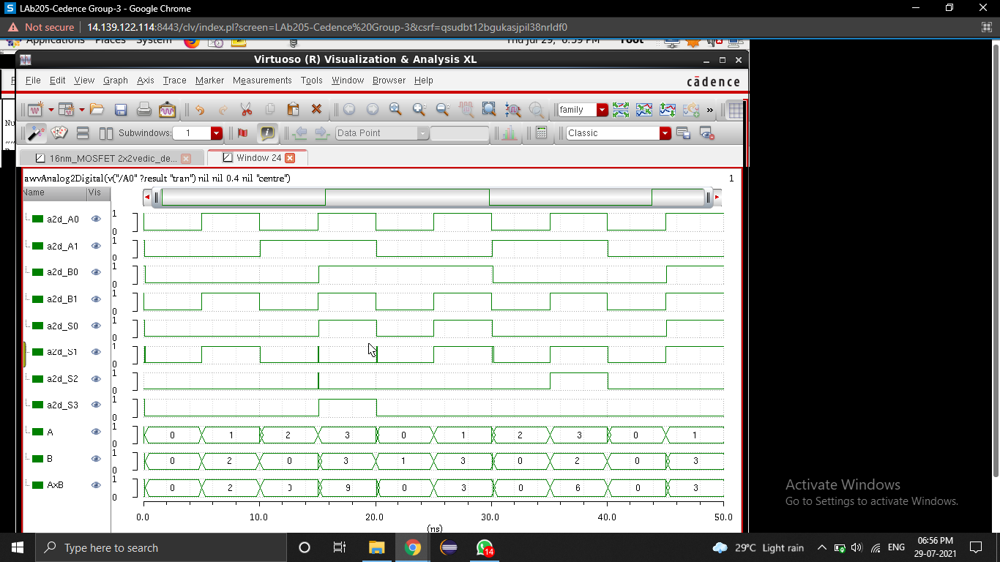 LAb205-Cedence Group-3 - Google Chrome
Not secure 14.139.122.114:8443/clv/index.pl?screen=LAb205-Cedence%20Group-3&csrf=qsudbt12bgukasjpil38nrldf0
Applications Places System Thu Jul 29, 6:59 PM root
Virtuoso (R) Visualization & Analysis XL
File Edit View Graph Axis Trace Marker Measurements Tools Window Browser Help cādence
family »
Subwindows: 1 Data Point Classic
16nm_MOSFET 2x2vedic_de... Window 24
awvAnalog2Digital(v("/A0" ?result "tran") nil nil 0.4 nil "centre") 1
Name Vis
a2d_A0 1 0
a2d_A1 1 0
a2d_B0 1 0
a2d_B1 1 0
a2d_S0 1 0
a2d_S1 1 0
a2d_S2 1 0
a2d_S3 1 0
A 1 0 0 1 2 3 0 1 2 3 0 1
B 1 0 0 2 0 3 1 3 0 2 0 3
AxB 1 0 0 2 9 0 3 0 6 0 3
0.0 10.0 20.0 30.0 40.0 50.0
(ns)
Activate Windows
Go to Settings to activate Windows.
Type here to search 14 29°C Light rain ENG 06:56 PM
29-07-2021